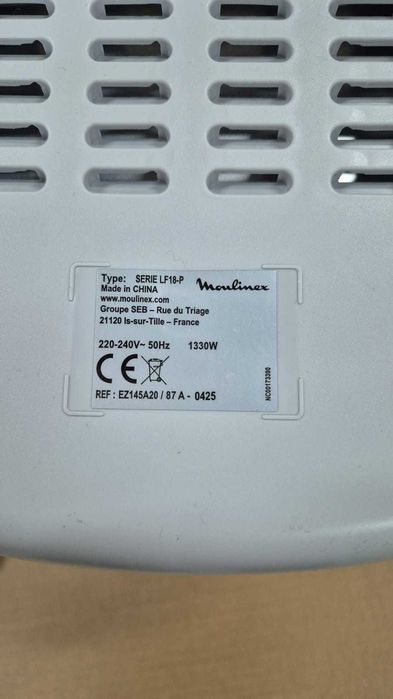 Type: SERIE LF18-P
Moulinex
Made in CHINA
www.moulinex.com
Groupe SEB – Rue du Triage
21120 Is-sur-Tille – France
220-240V~ 50Hz 1330W
CE
REF : EZ145A20 / 87 A - 0425
NC00173390